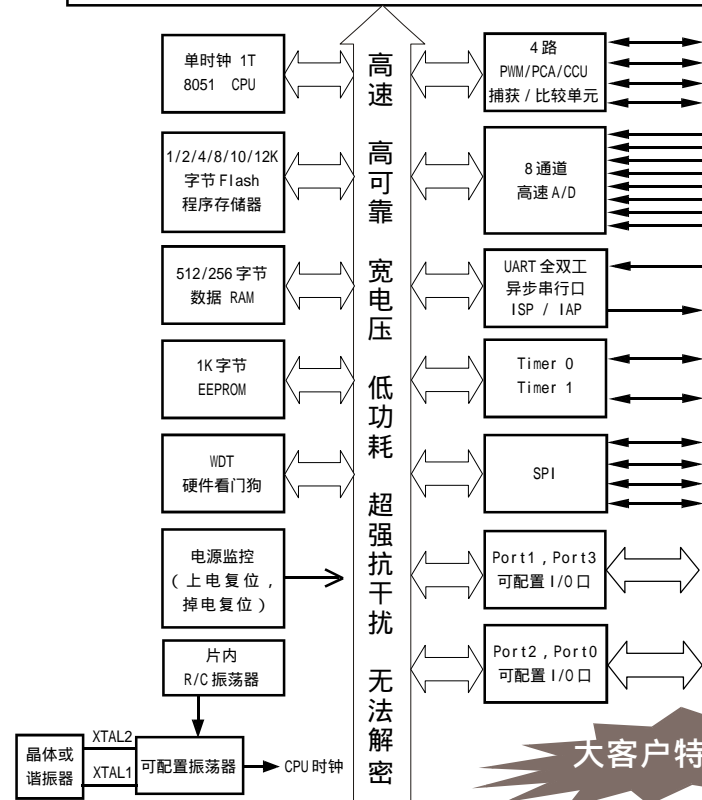 单时钟 1T
8051 CPU
1/2/4/8/10/12K
字节 Flash
程序存储器
512/256 字节
数据 RAM
1K 字节
EEPROM
WDT
硬件看门狗
电源监控
(上电复位,
掉电复位)
片内
R/C 振荡器
晶体或
谐振器
XTAL2
XTAL1
可配置振荡器
CPU 时钟
高速 高可靠 宽电压 低功耗 超强抗干扰 无法解密
4 路
PWM/PCA/CCU
捕获 / 比较单元
8 通道
高速 A/D
UART 全双工
异步串行口
ISP / IAP
Timer 0
Timer 1
SPI
Port1 , Port3
可配置 I/O 口
Port2 , Port0
可配置 I/O 口
大客户特